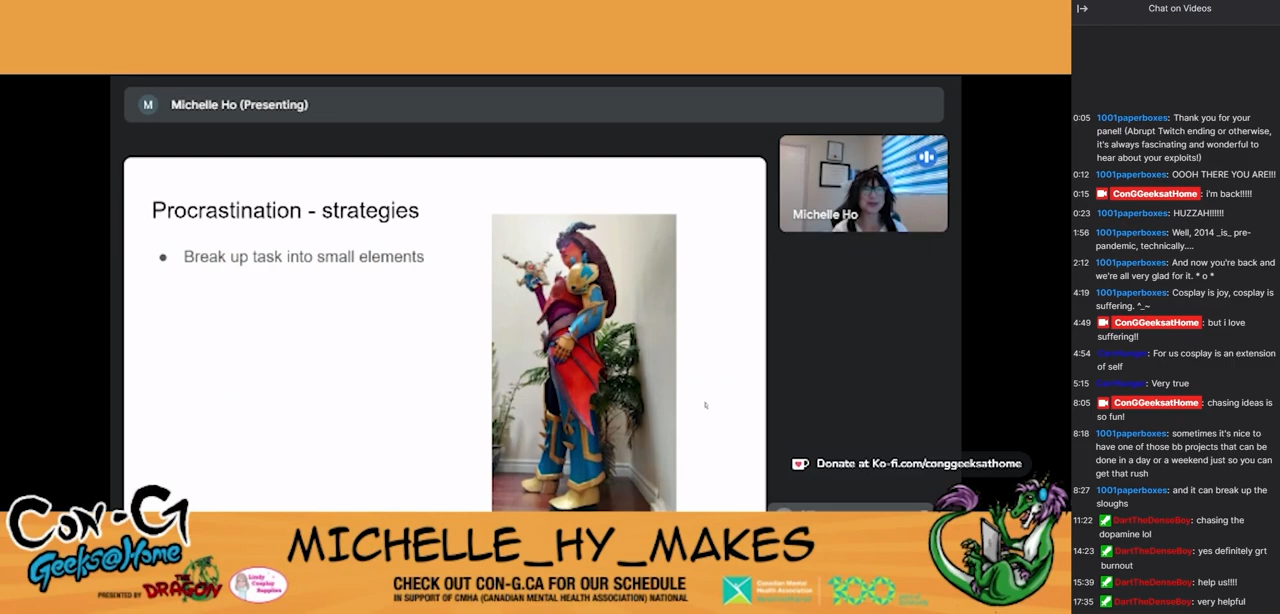 Chat on Videos
M Michelle Ho (Presenting)
Procrastination - strategies
● Break up task into small elements
Michelle Ho
Donate at Ko-fi.com/conggeeksathome
0:05 1001paperboxes: Thank you for your
panel! (Abrupt Twitch ending or otherwise,
it's always fascinating and wonderful to
hear about your exploits!)
0:12 1001paperboxes: OOOH THERE YOU ARE!!!
0:15 ConGGeeksatHome : i'm back!!!!!
0:23 1001paperboxes: HUZZAH!!!!!!
1:56 1001paperboxes: Well, 2014 _is_ pre-
pandemic, technically....
2:12 1001paperboxes: And now you're back and
we're all very glad for it. * o *
4:19 1001paperboxes: Cosplay is joy, cosplay is
suffering. ^_~
4:49 ConGGeeksatHome : but i love
suffering!!
4:54 : For us cosplay is an extension
of self
5:15 : Very true
8:05 ConGGeeksatHome : chasing ideas is
so fun!
8:18 1001paperboxes: sometimes it's nice to
have one of those bb projects that can be
done in a day or a weekend just so you can
get that rush
8:27 1001paperboxes: and it can break up the
sloughs
11:22 DartTheDenseBoy: chasing the
dopamine lol
14:23 DartTheDenseBoy: yes definitely grt
burnout
15:39 DartTheDenseBoy: help us!!!!
17:35 DartTheDenseBoy: very helpful
CON-G
Geeks@Home
PRESENTED BY THE DRAGON
Lindy Cosplay Supplies
MICHELLE_HY_MAKES
CHECK OUT CON-G.CA FOR OUR SCHEDULE
IN SUPPORT OF CMHA (CANADIAN MENTAL HEALTH ASSOCIATION) NATIONAL
Canadian Mental
Health Association
100